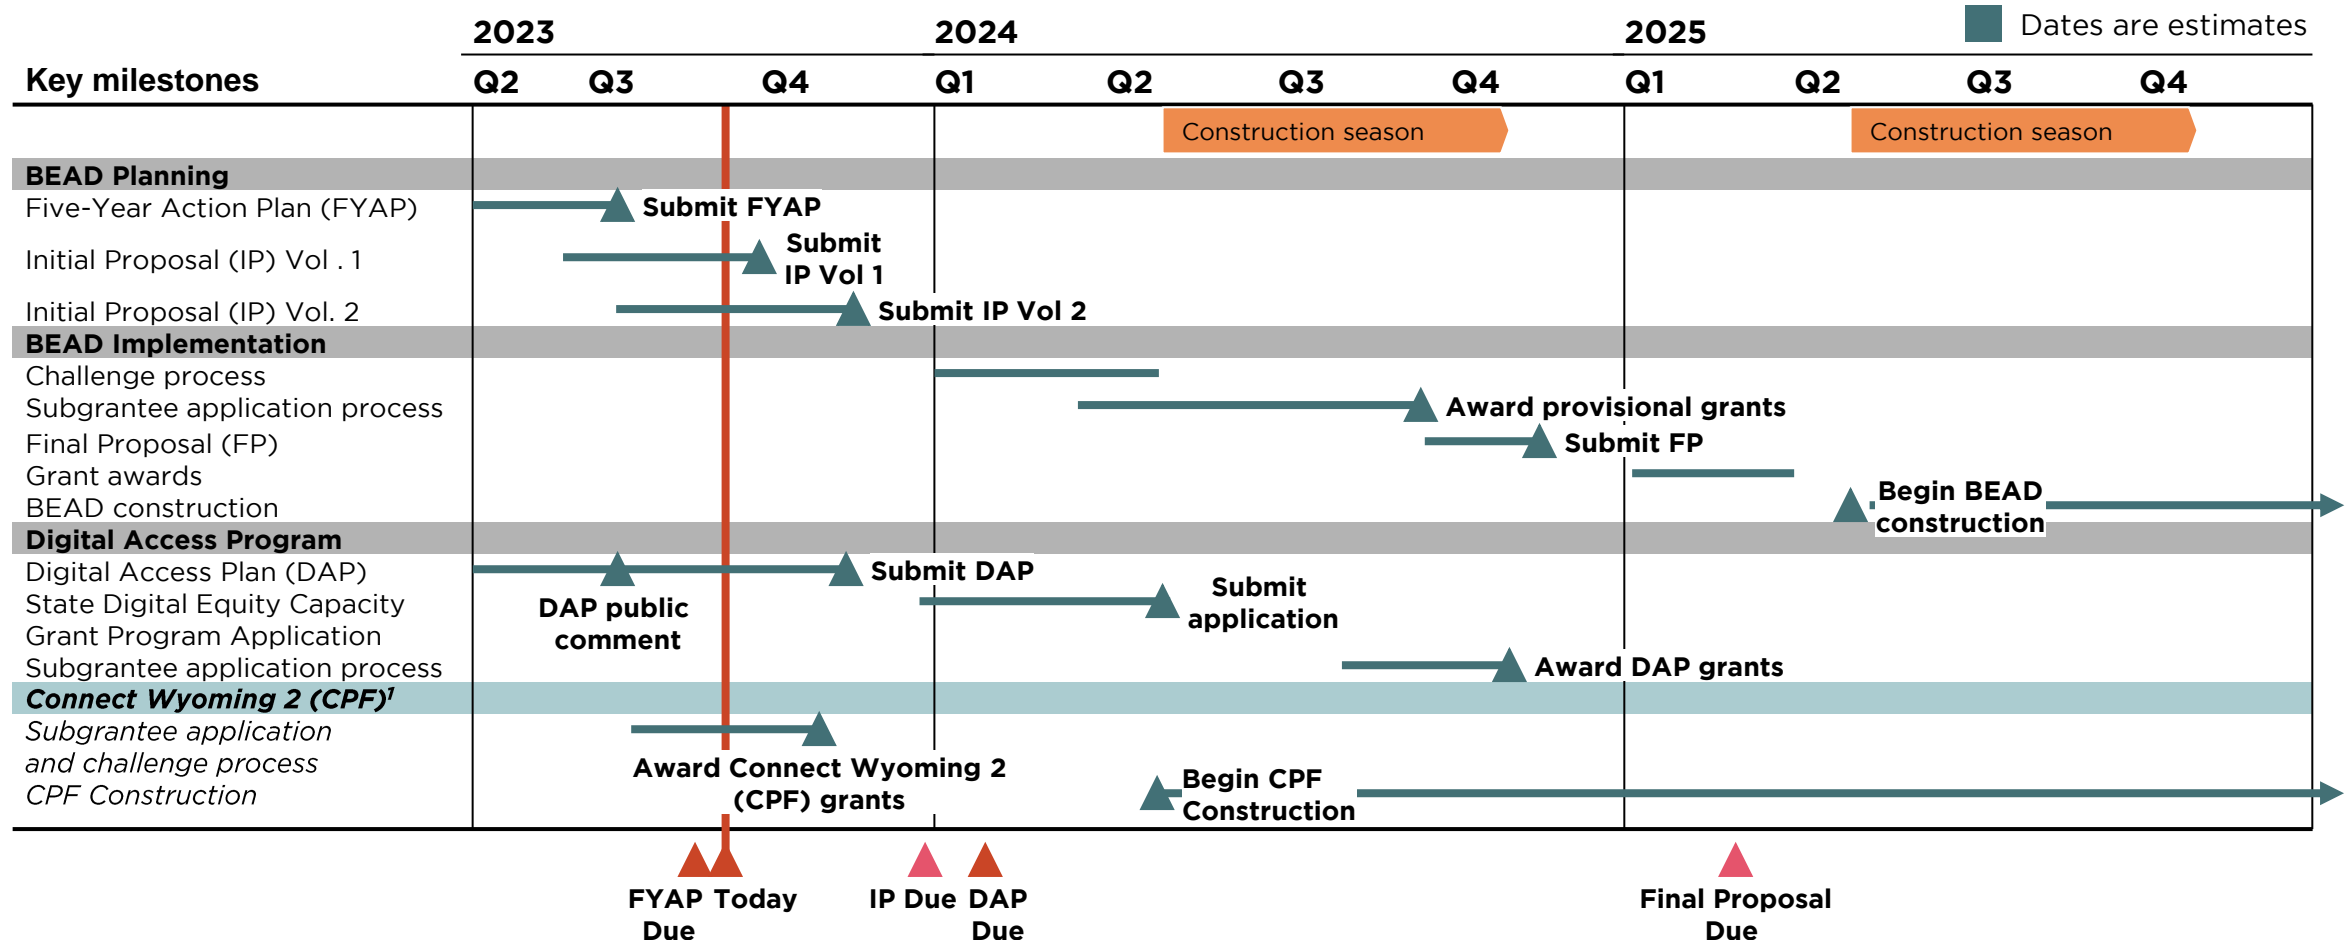 2023
2024
2025
Dates are estimates
Key milestones
Q2
Q3
Q4
Q1
Q2
Q3
Q4
Q1
Q2
Q3
Q4
Construction season
Construction season
BEAD Planning
Five-Year Action Plan (FYAP)
Submit FYAP
Initial Proposal (IP) Vol . 1
Submit
IP Vol 1
Initial Proposal (IP) Vol. 2
Submit IP Vol 2
BEAD Implementation
Challenge process
Subgrantee application process
Award provisional grants
Final Proposal (FP)
Submit FP
Grant awards
BEAD construction
Begin BEAD
construction
Digital Access Program
Digital Access Plan (DAP)
Submit DAP
DAP public
comment
State Digital Equity Capacity
Grant Program Application
Submit
application
Subgrantee application process
Award DAP grants
Connect Wyoming 2 (CPF)¹
Subgrantee application
and challenge process
Award Connect Wyoming 2
(CPF) grants
CPF Construction
Begin CPF
Construction
FYAP
Due
Today
IP Due
DAP
Due
Final Proposal
Due